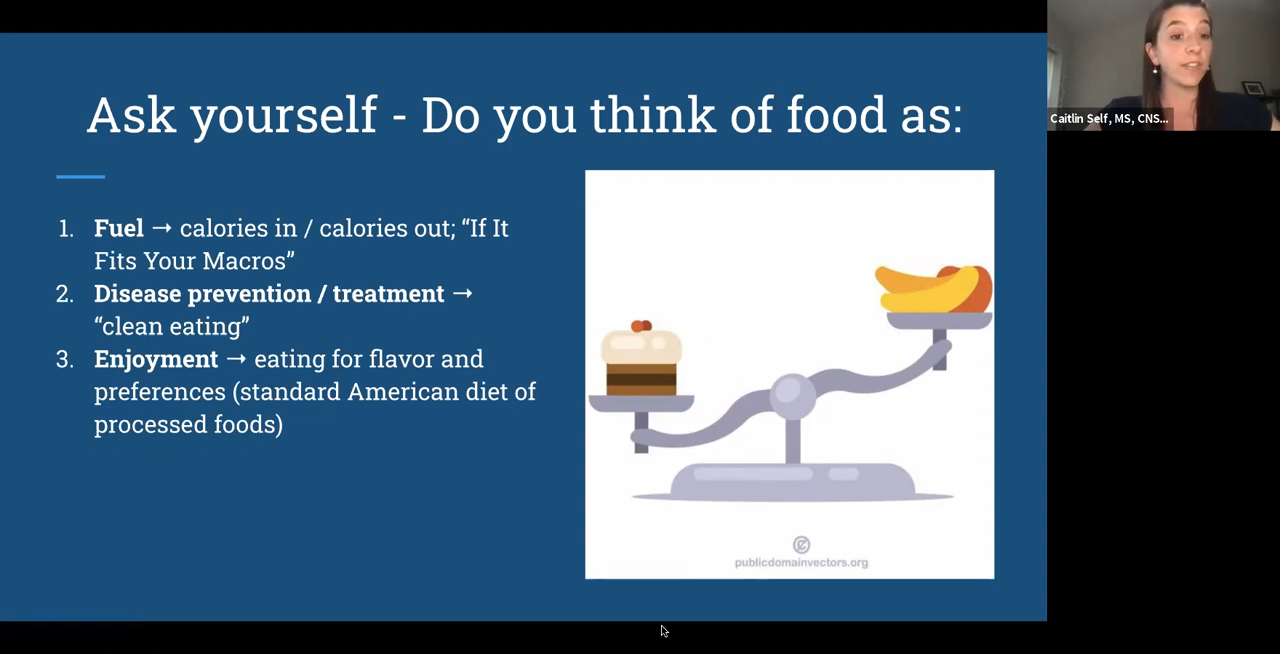 Ask yourself - Do you think of food as:
1. Fuel → calories in / calories out; “If It
Fits Your Macros”
2. Disease prevention / treatment →
“clean eating”
3. Enjoyment → eating for flavor and
preferences (standard American diet of
processed foods)
publicdomainvectors.org
Caitlin Self, MS, CNS...